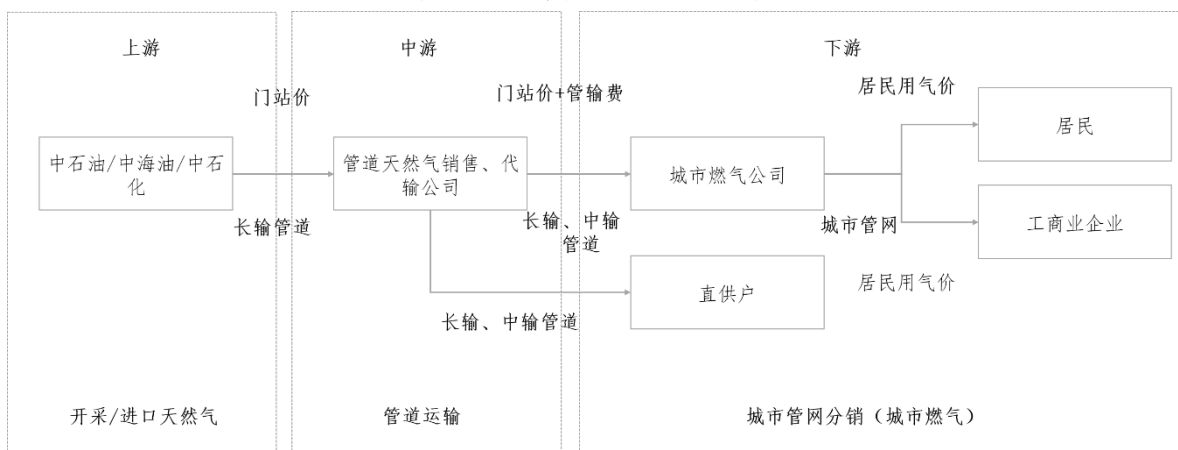 上游
中游
下游
门站价
门站价+管输费
居民用气价
中石油/中海油/中石
化
管道天然气销售、代
输公司
城市燃气公司
居民
长输管道
长输、中输
管道
城市管网
工商业企业
直供户
居民用气价
长输、中输管道
开采/进口天然气
管道运输
城市管网分销（城市燃气）